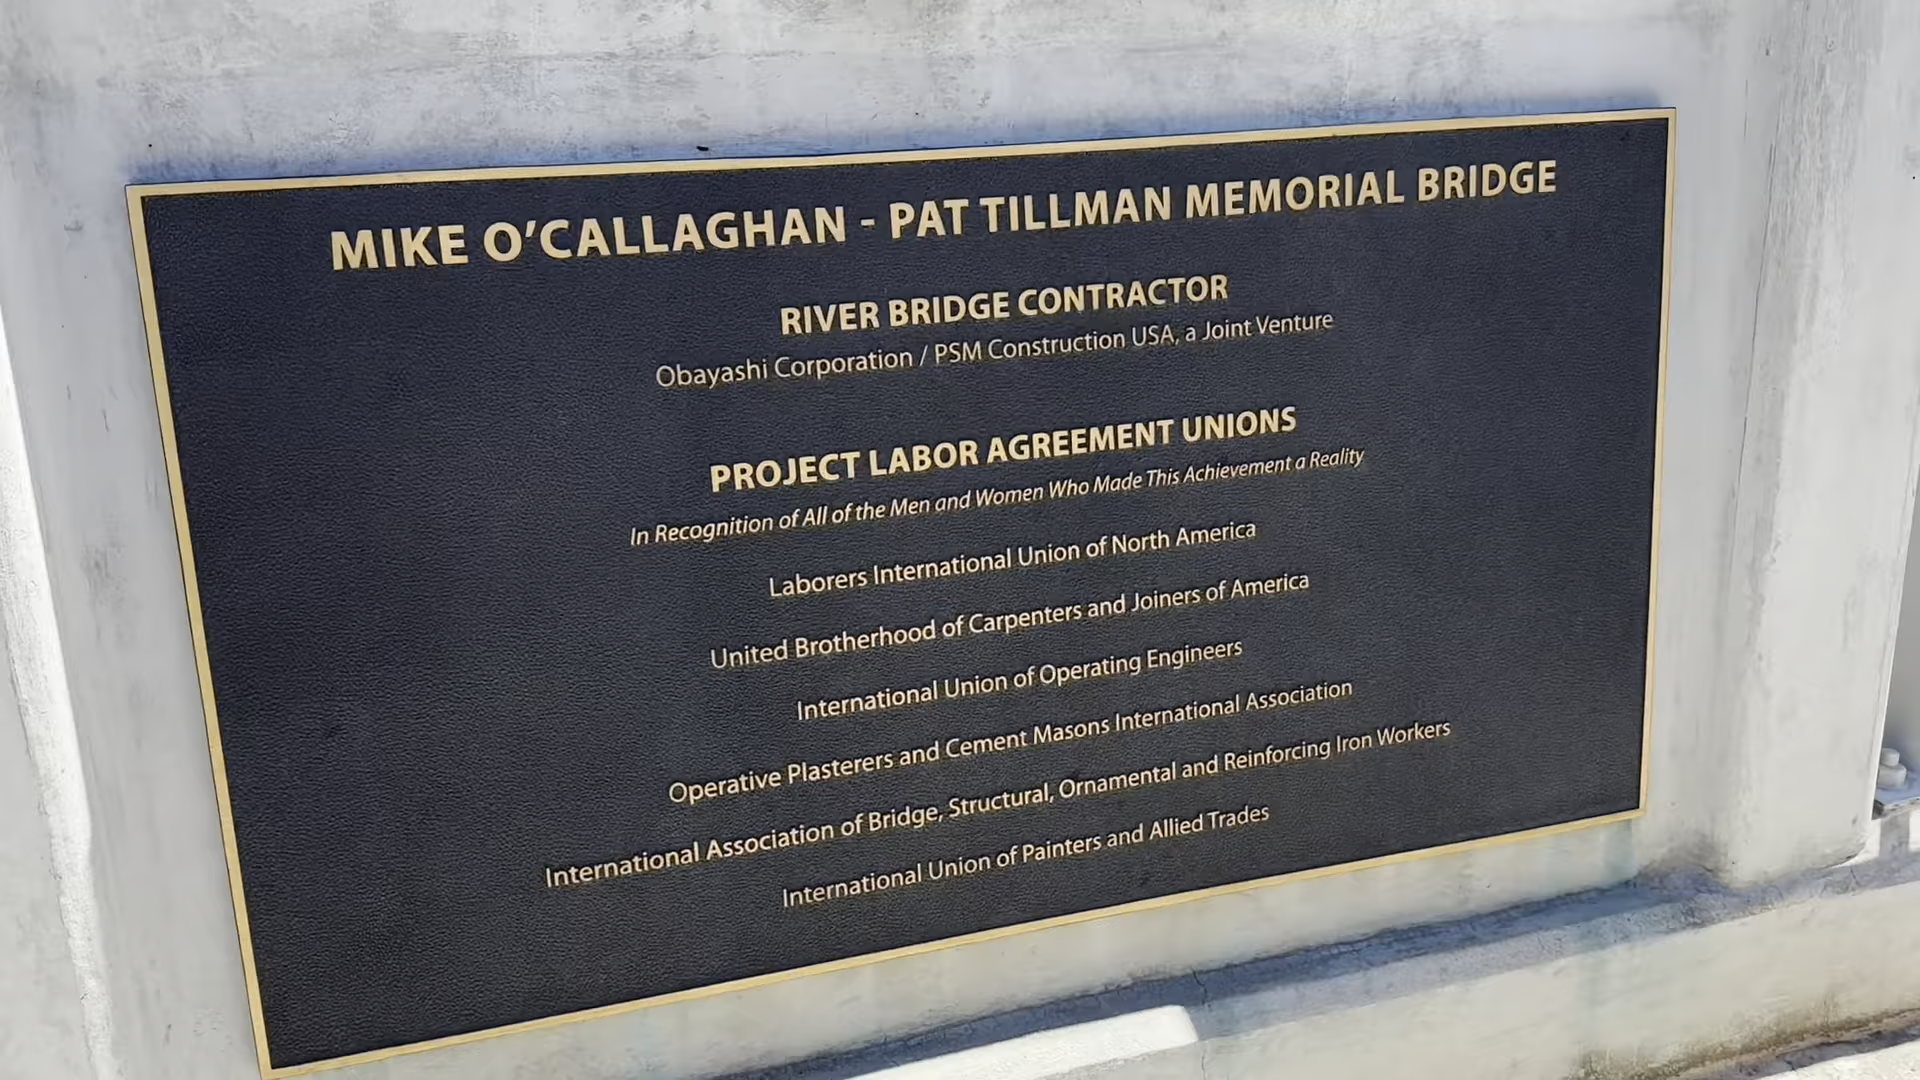 MIKE O'CALLAGHAN - PAT TILLMAN MEMORIAL BRIDGE
RIVER BRIDGE CONTRACTOR
Obayashi Corporation / PSM Construction USA, a Joint Venture
PROJECT LABOR AGREEMENT UNIONS
In Recognition of All of the Men and Women Who Made This Achievement a Reality
Laborers International Union of North America
United Brotherhood of Carpenters and Joiners of America
International Union of Operating Engineers
Operative Plasterers and Cement Masons International Association
International Association of Bridge, Structural, Ornamental and Reinforcing Iron Workers
International Union of Painters and Allied Trades